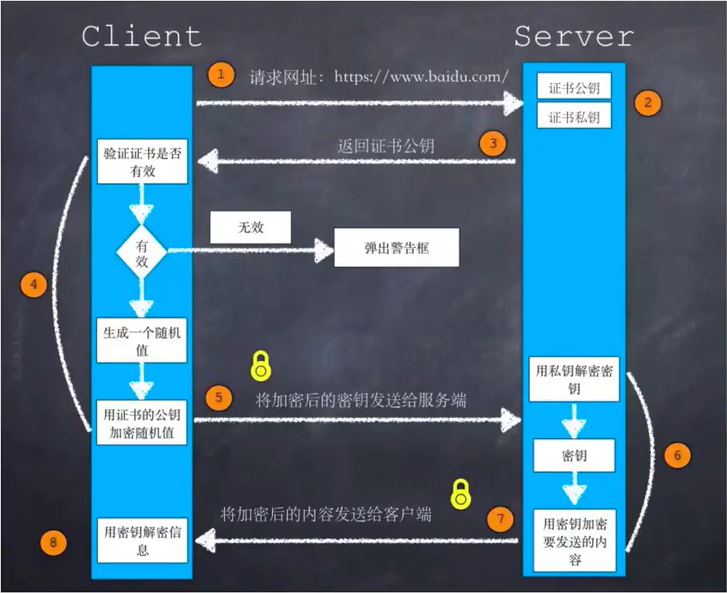 Client
Server
1
请求网址: https://www.baidu.com/
证书公钥
证书私钥
2
返回证书公钥
3
验证证书是否
有效
有
效
无效
弹出警告框
4
生成一个随机
值
用证书的公钥
加密随机值
5
将加密后的密钥发送给服务端
用私钥解密密
钥
密钥
6
用密钥加密
要发送的内
容
将加密后的内容发送给客户端
7
8
用密钥解密信
息